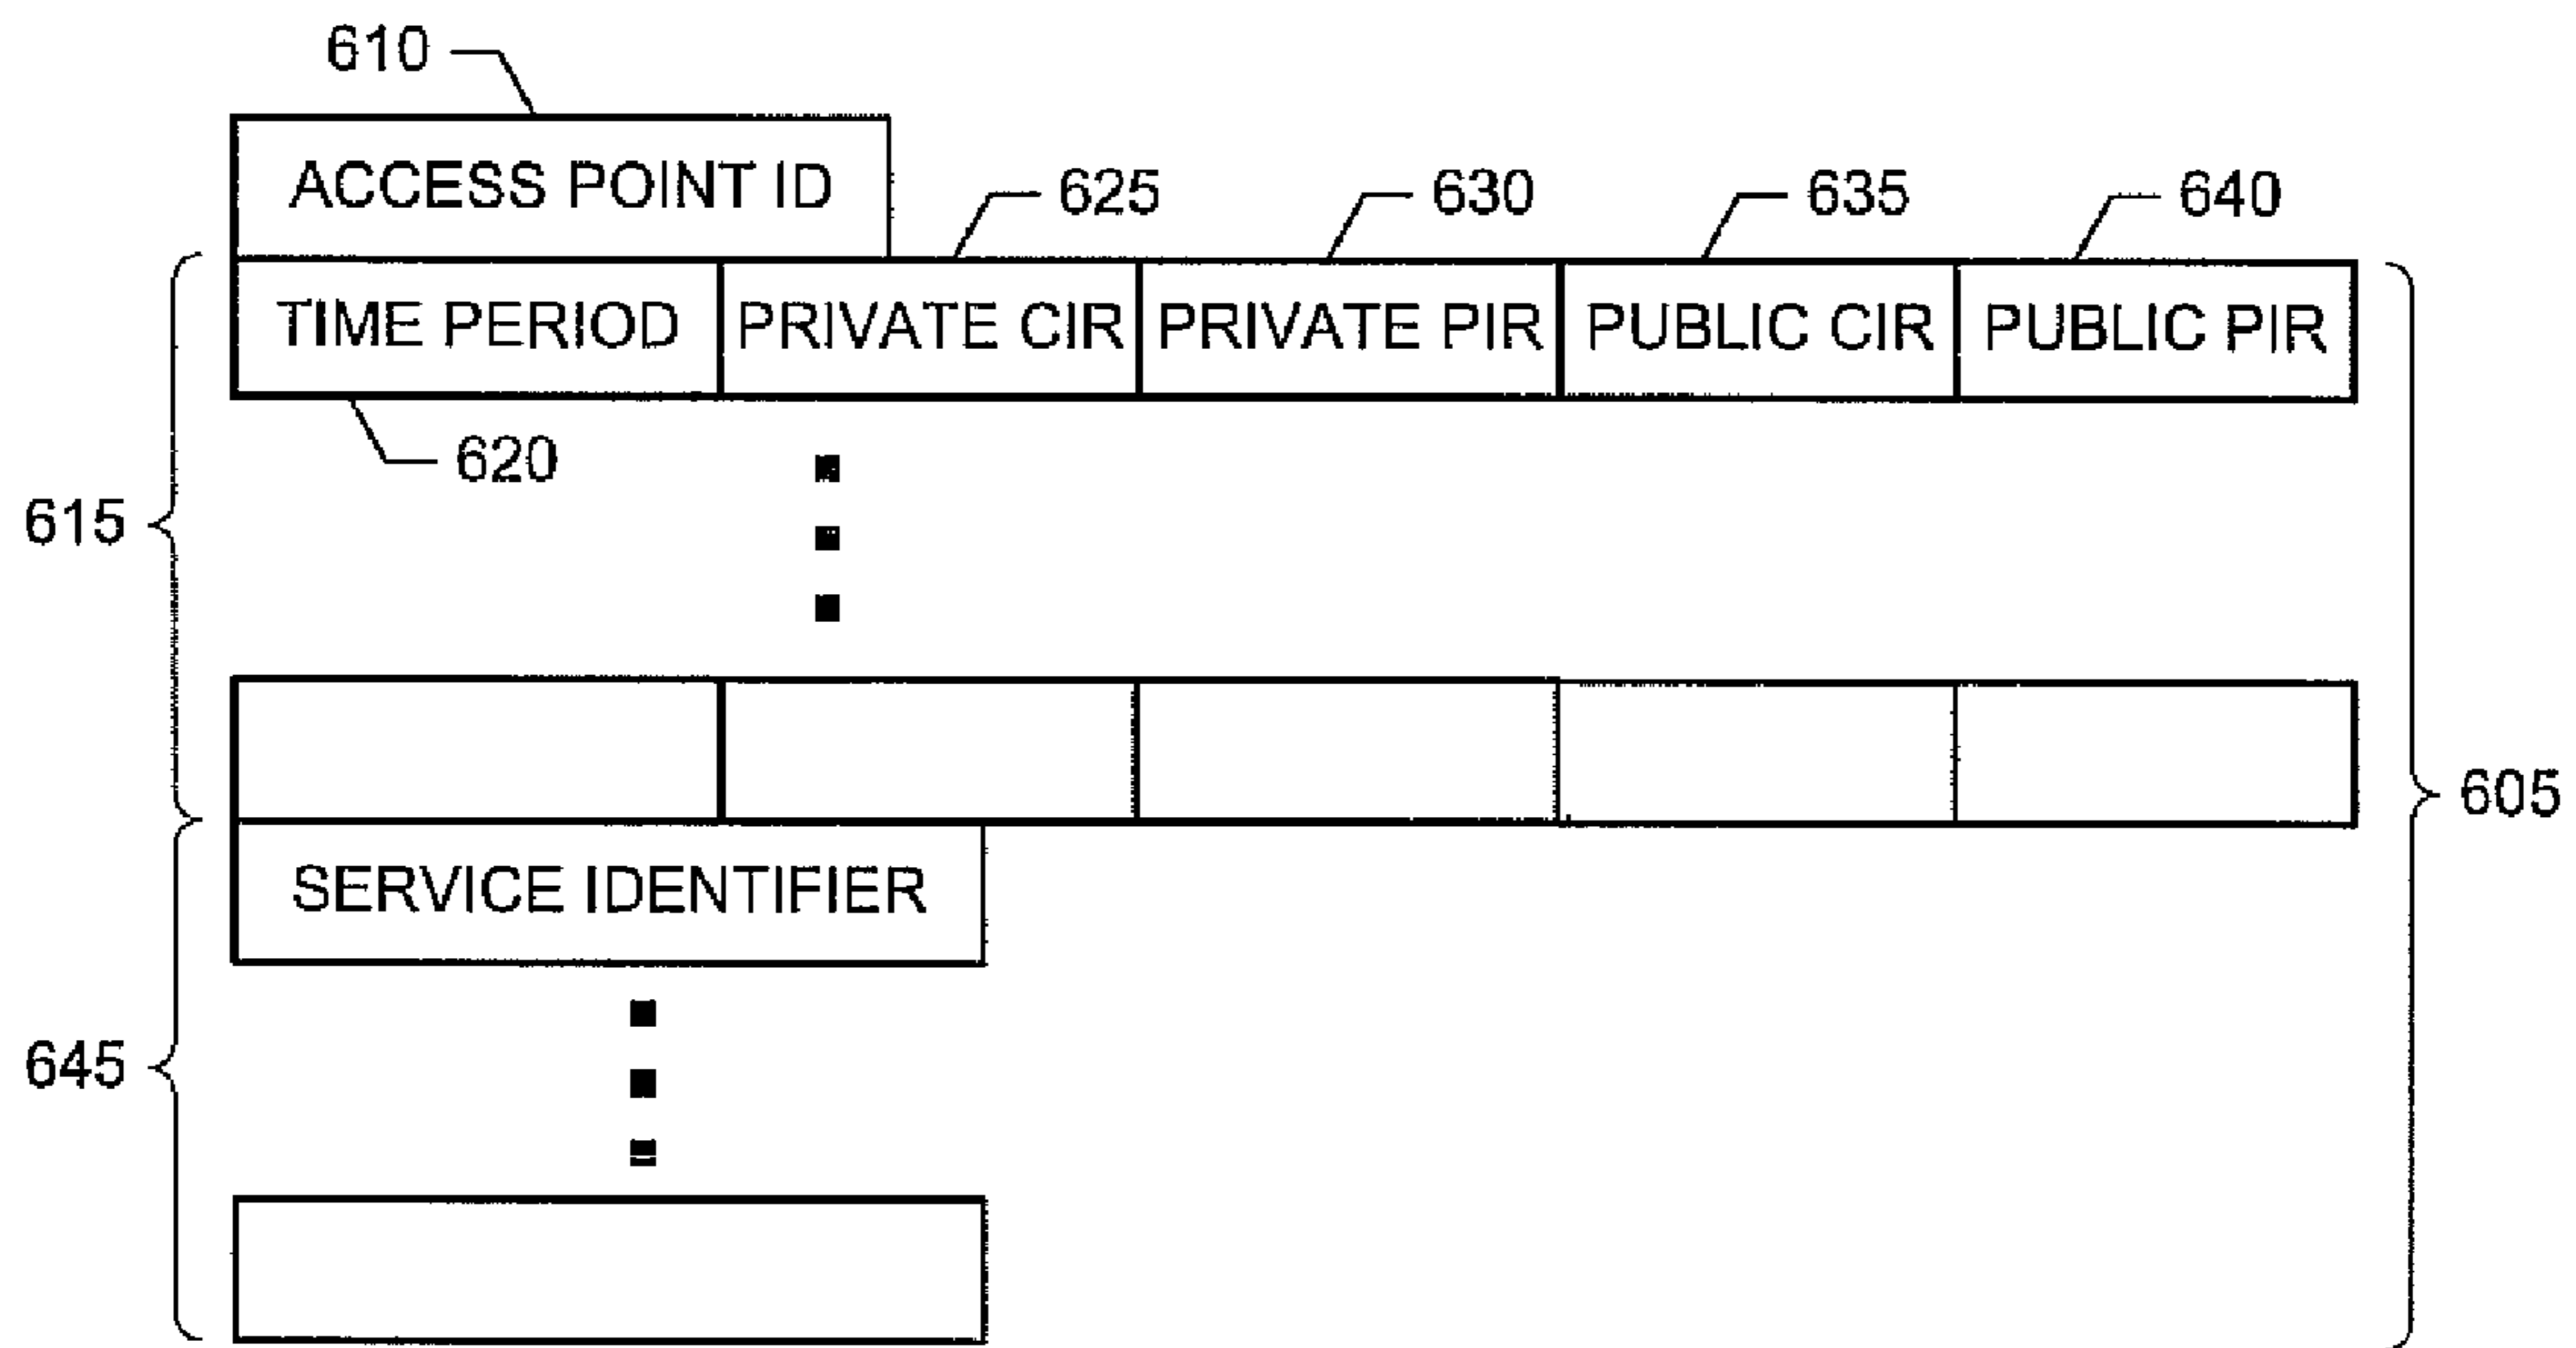 610
ACCESS POINT ID
625 630 635 640
TIME PERIOD PRIVATE CIR PRIVATE PIR PUBLIC CIR PUBLIC PIR
620
615
605
SERVICE IDENTIFIER
645